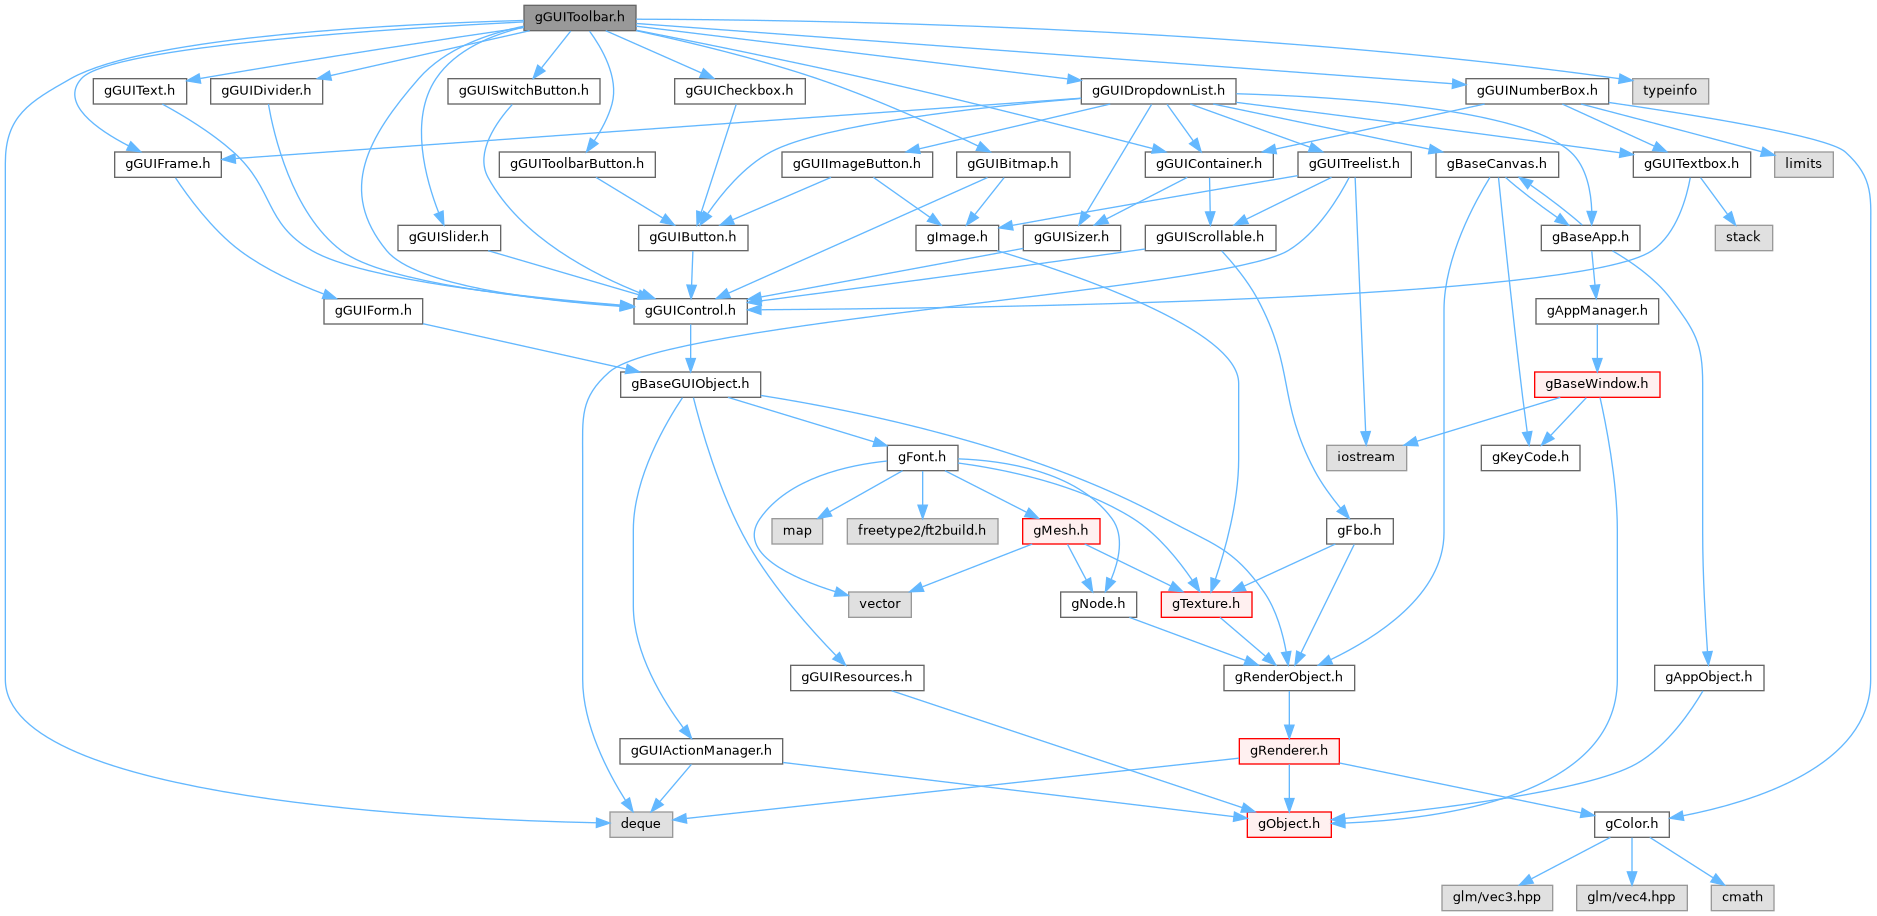 gGUIToolbar.h
gGUIText.h
gGUIDivider.h
gGUISwitchButton.h
gGUICheckbox.h
gGUIDropdownList.h
gGUINumberBox.h
typeinfo
gGUIFrame.h
gGUIToolbarButton.h
gGUIImageButton.h
gGUIBitmap.h
gGUIContainer.h
gGUITreelist.h
gBaseCanvas.h
gGUITextbox.h
limits
gGUISlider.h
gGUIButton.h
gImage.h
gGUISizer.h
gGUIScrollable.h
gBaseApp.h
stack
gGUIForm.h
gGUIControl.h
gAppManager.h
gBaseGUIObject.h
gBaseWindow.h
gFont.h
iostream
gKeyCode.h
map
freetype2/ft2build.h
gMesh.h
gFbo.h
vector
gNode.h
gTexture.h
gGUIResources.h
gRenderObject.h
gAppObject.h
gGUIActionManager.h
gRenderer.h
deque
gObject.h
gColor.h
glm/vec3.hpp
glm/vec4.hpp
cmath